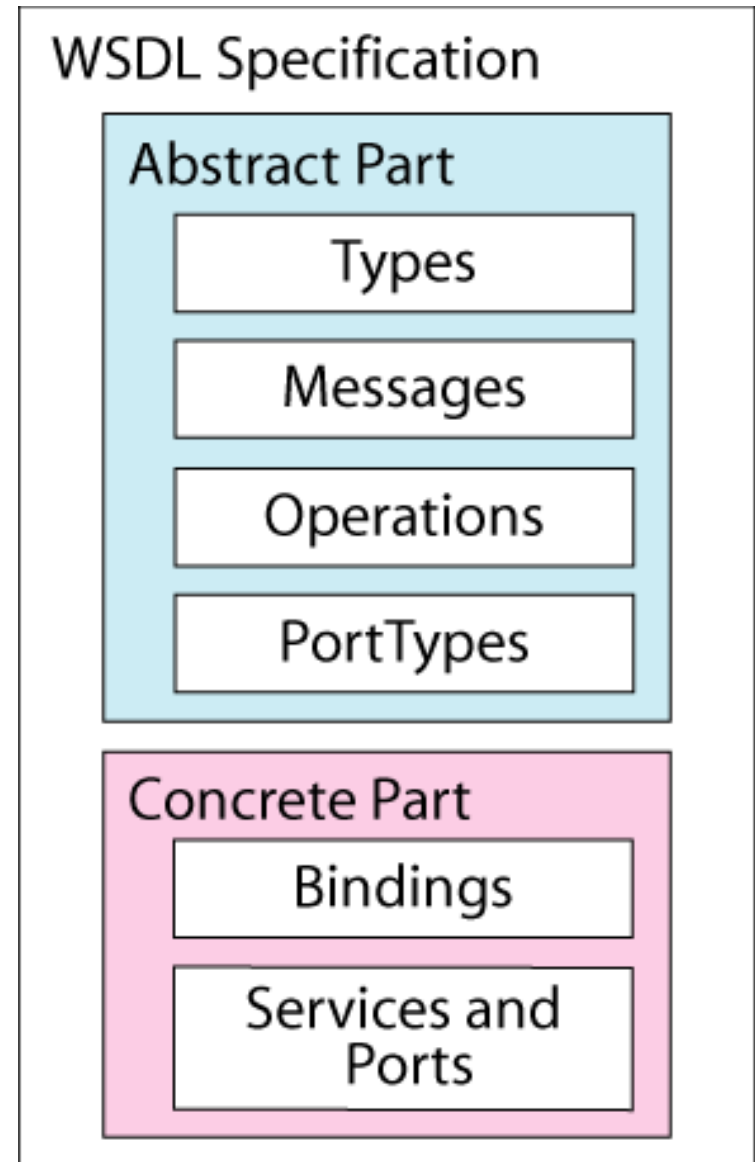 WSDL Specification
Abstract Part
Types
Messages
Operations
PortTypes
Concrete Part
Bindings
Services and
Ports